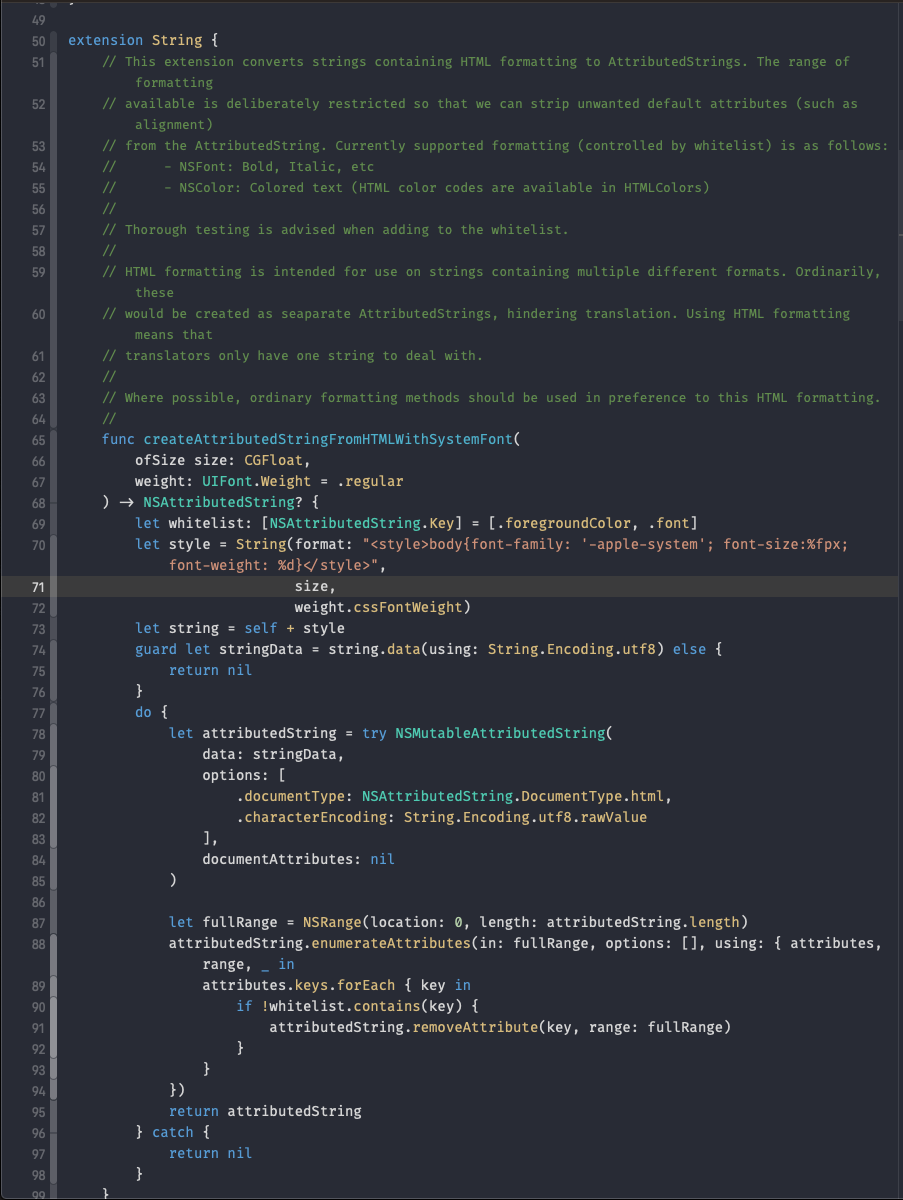 49
50 extension String {
51 // This extension converts strings containing HTML formatting to AttributedStrings. The range of
formatting
52 // available is deliberately restricted so that we can strip unwanted default attributes (such as
alignment)
53 // from the AttributedString. Currently supported formatting (controlled by whitelist) is as follows:
54 //      - NSFont: Bold, Italic, etc
55 //      - NSColor: Colored text (HTML color codes are available in HTMLColors)
56 //
57 // Thorough testing is advised when adding to the whitelist.
58 //
59 // HTML formatting is intended for use on strings containing multiple different formats. Ordinarily,
these
60 // would be created as seaparate AttributedStrings, hindering translation. Using HTML formatting
means that
61 // translators only have one string to deal with.
62 //
63 // Where possible, ordinary formatting methods should be used in preference to this HTML formatting.
64 //
65 func createAttributedStringFromHTMLWithSystemFont(
66 ofSize size: CGFloat,
67 weight: UIFont.Weight = .regular
68 ) -> NSAttributedString? {
69 let whitelist: [NSAttributedString.Key] = [.foregroundColor, .font]
70 let style = String(format: "<style>body{font-family: '-apple-system'; font-size:%fpx;
font-weight: %d}</style>",
71 size,
72 weight.cssFontWeight)
73 let string = self + style
74 guard let stringData = string.data(using: String.Encoding.utf8) else {
75 return nil
76 }
77 do {
78 let attributedString = try NSMutableAttributedString(
79 data: stringData,
80 options: [
81 .documentType: NSAttributedString.DocumentType.html,
82 .characterEncoding: String.Encoding.utf8.rawValue
83 ],
84 documentAttributes: nil
85 )
86
87 let fullRange = NSRange(location: 0, length: attributedString.length)
88 attributedString.enumerateAttributes(in: fullRange, options: [], using: { attributes,
range, _ in
89 attributes.keys.forEach { key in
90 if !whitelist.contains(key) {
91 attributedString.removeAttribute(key, range: fullRange)
92 }
93 }
94 })
95 return attributedString
96 } catch {
97 return nil
98 }
99 }